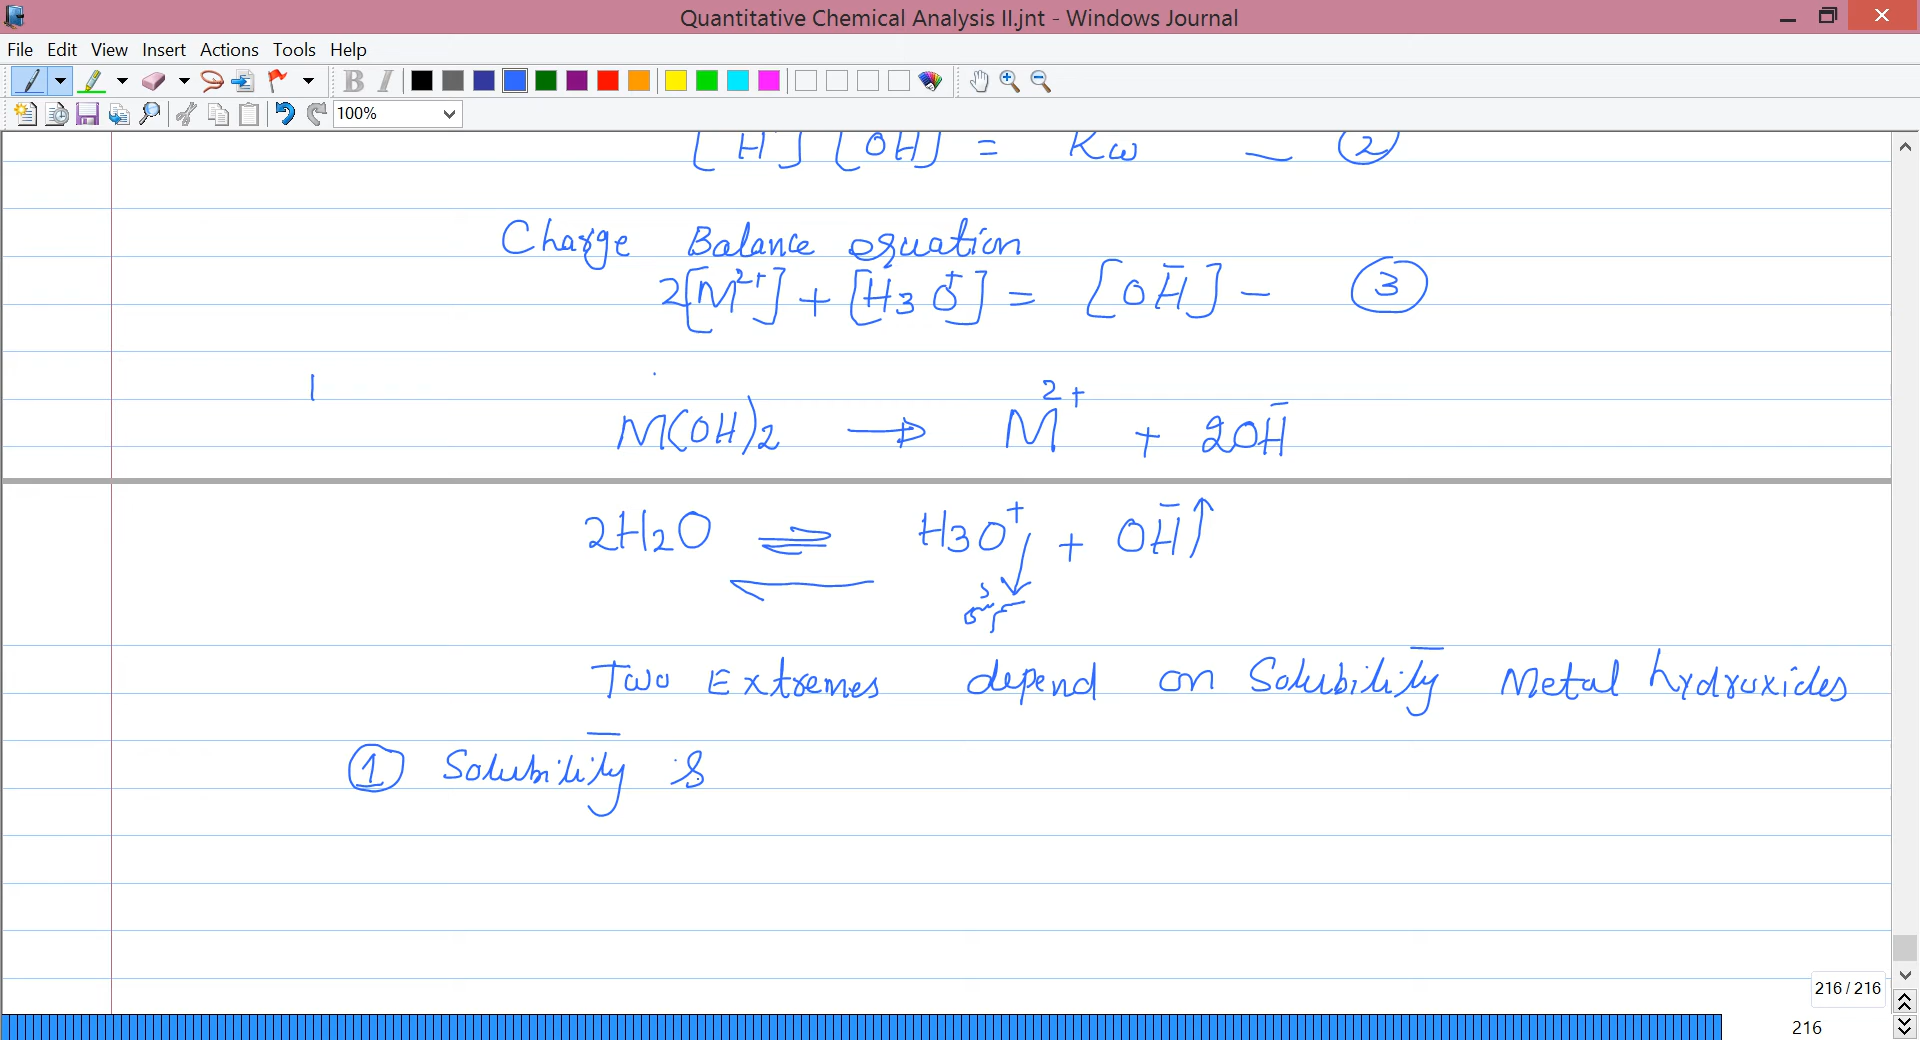 Quantitative Chemical Analysis II.jnt - Windows Journal
File Edit View Insert Actions Tools Help
B I
100%
[H] [OH] = Kw — ②
Charge Balance equation
2[M²⁺] + [H₃O⁺] = [OH⁻] — ③
M(OH)₂ → M²⁺ + 2OH⁻
2H₂O ⇌ H₃O⁺ ↓ + OH⁻ ↑
←
Two Extremes depend on Solubility Metal hydroxides
① Solubility is
216 / 216
216